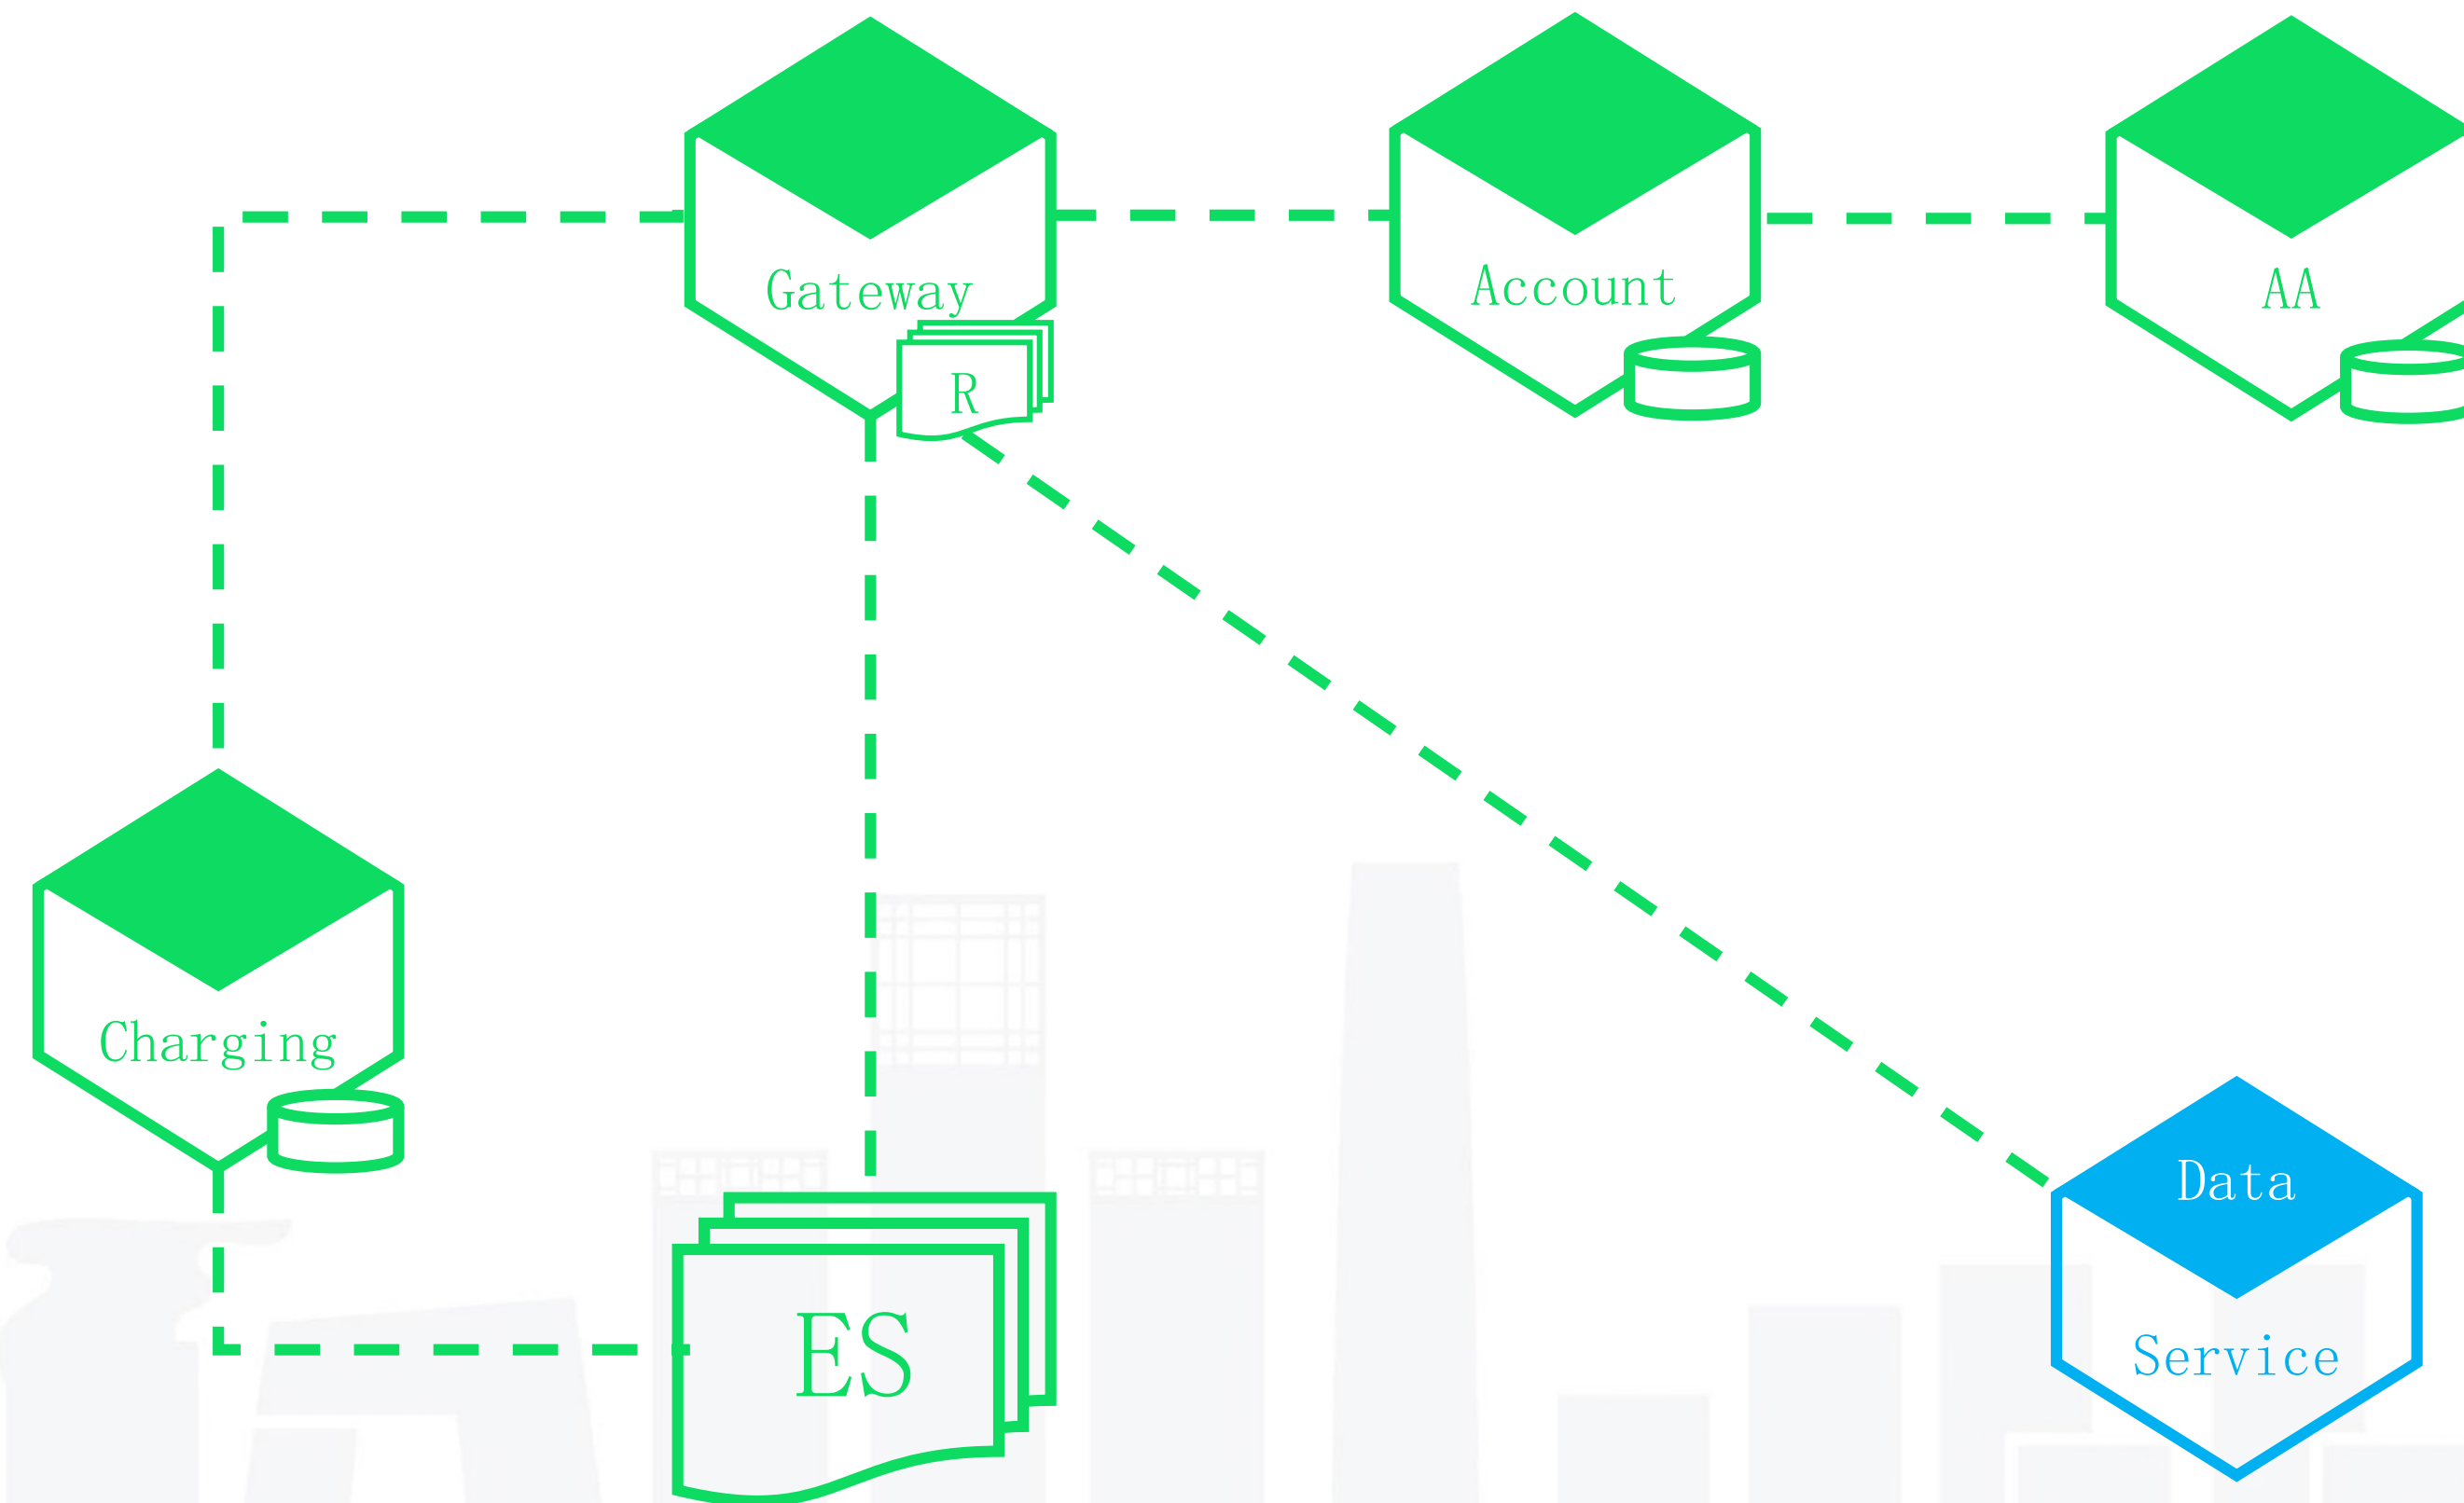 Gateway
Account
AA
R
Charging
Data
ES
Service